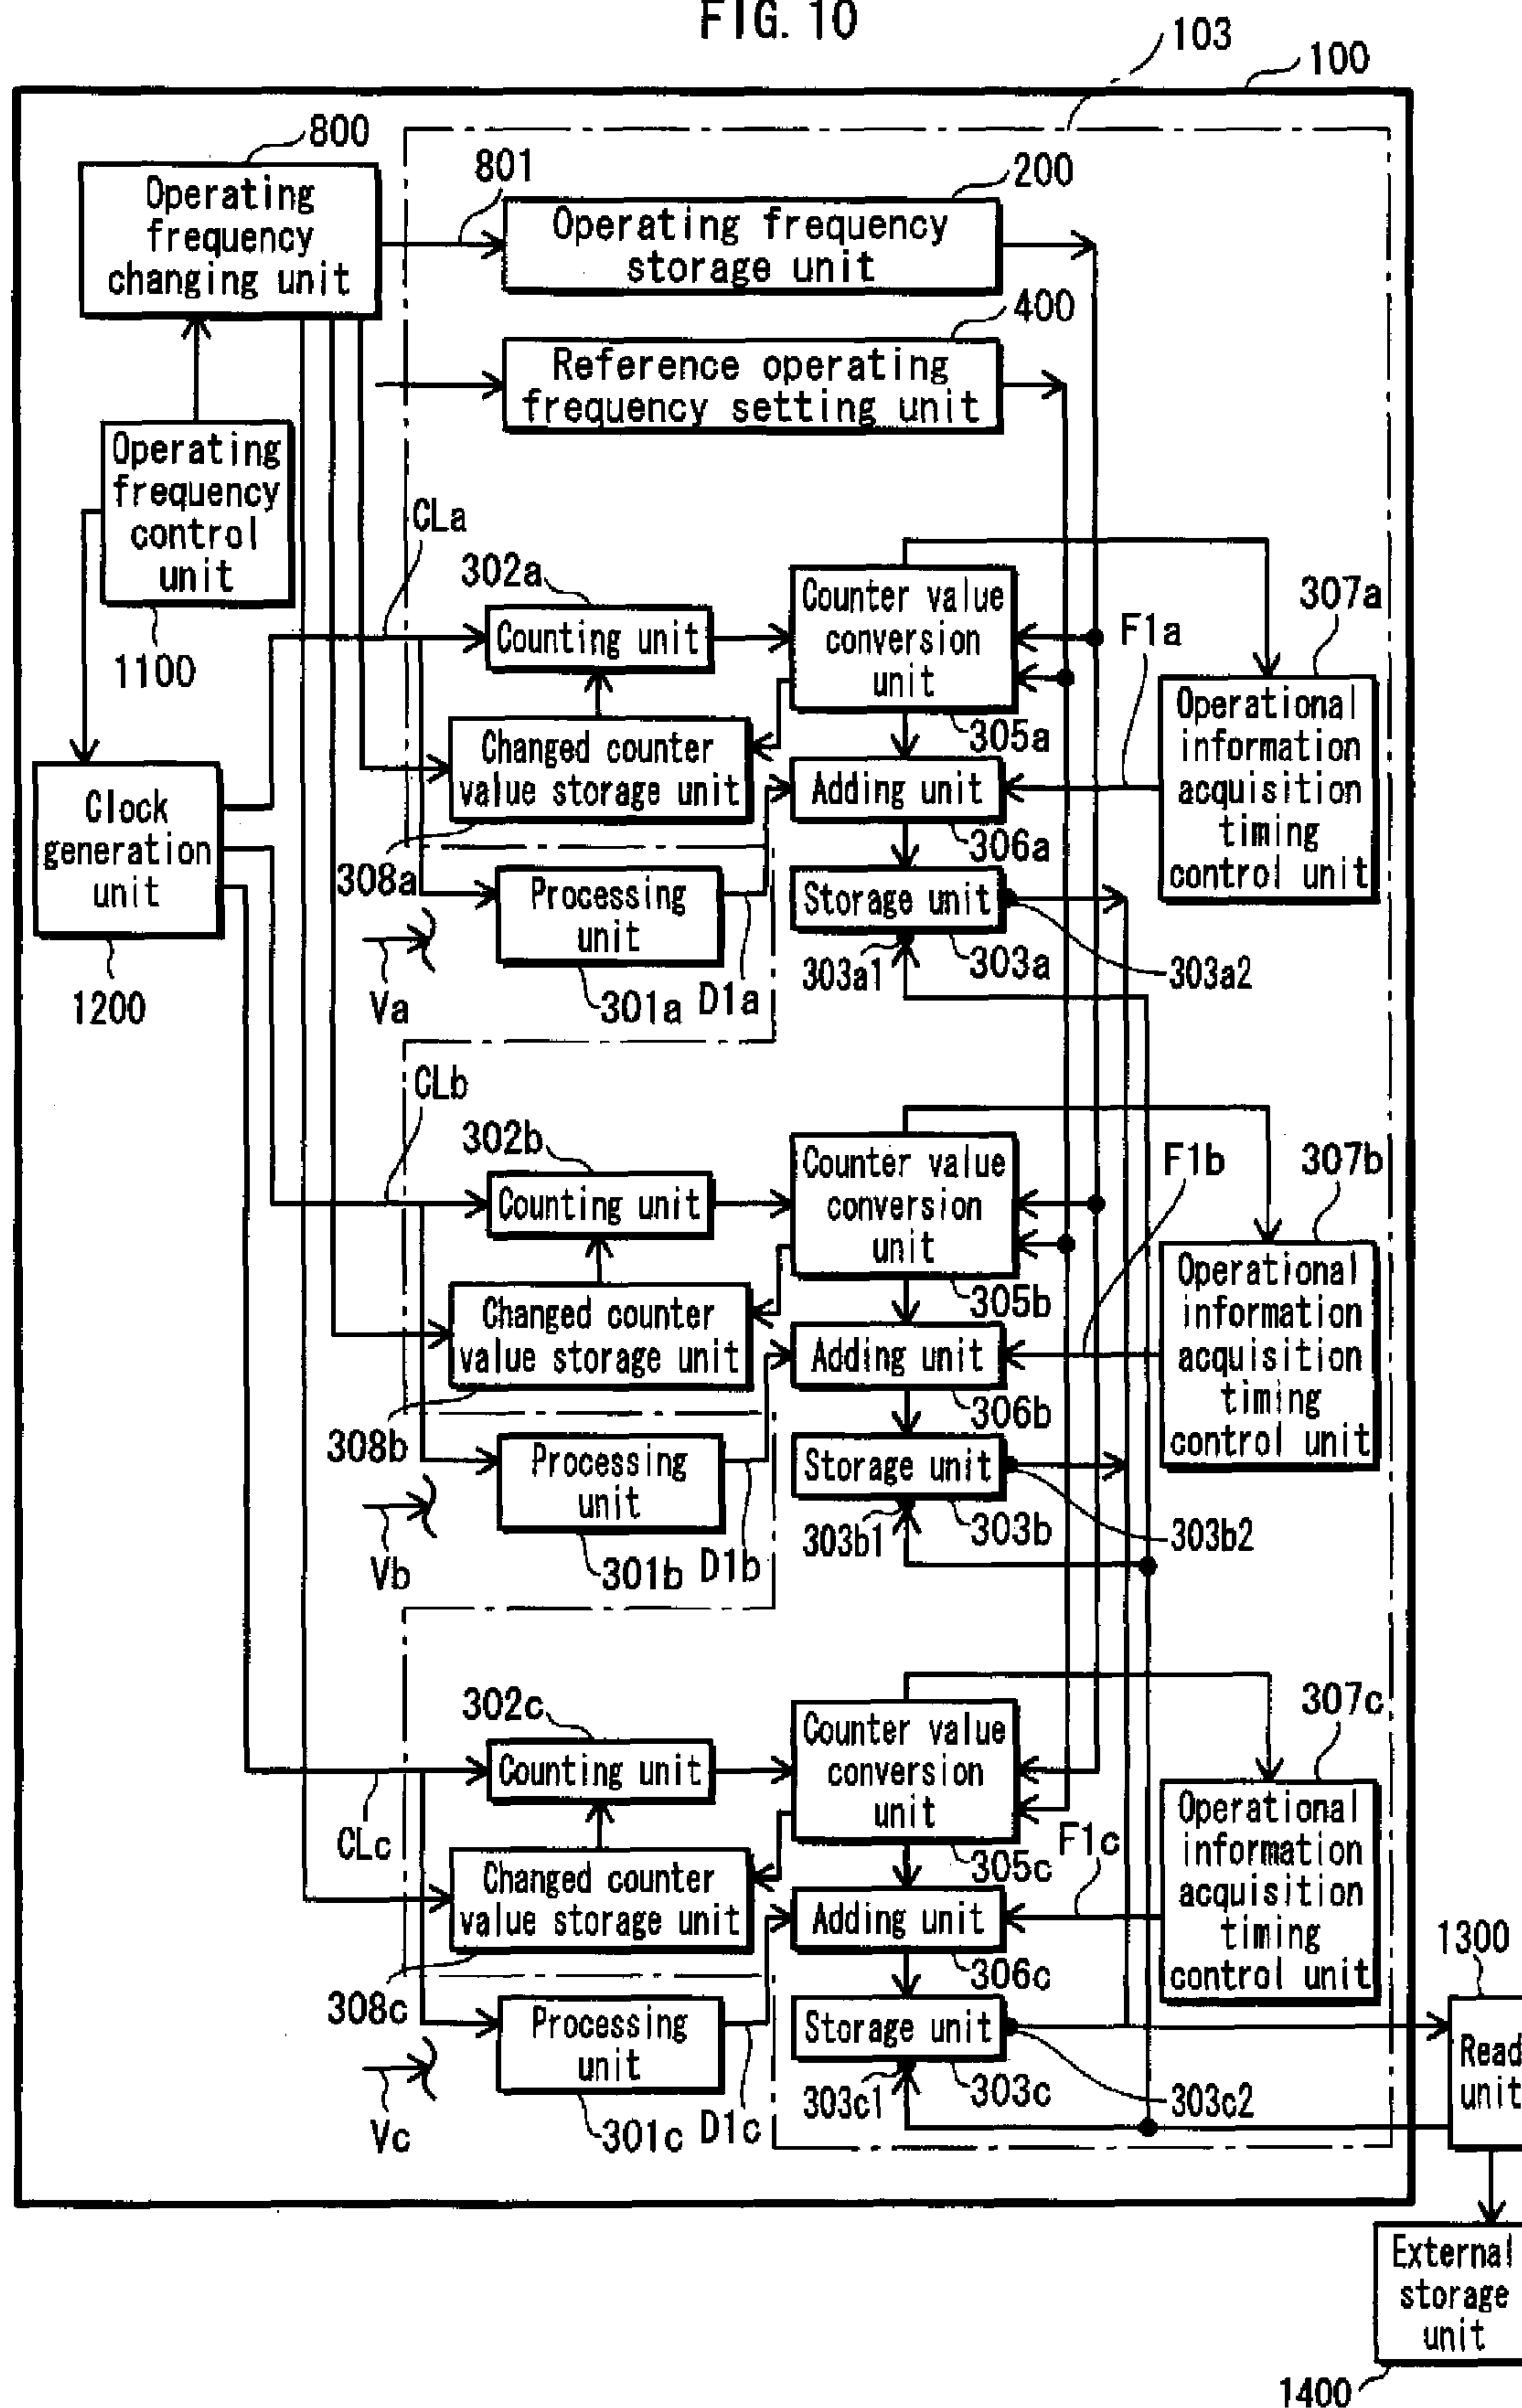 FIG. 10
103
100
800
Operating
frequency
changing unit
801
200
Operating frequency
storage unit
400
Reference operating
frequency setting unit
Operating
frequency
control
unit
1100
CLa
302a
Counting unit
Counter value
conversion
unit
305a
307a
F1a
Operational
information
acquisition
timing
control unit
Changed counter
value storage unit
308a
Adding unit
306a
Clock
generation
unit
1200
Processing
unit
301a
D1a
Va
Storage unit
303a1
303a
303a2
CLb
302b
Counting unit
Counter value
conversion
unit
305b
F1b
307b
Operational
information
acquisition
timing
control unit
Changed counter
value storage unit
308b
Adding unit
306b
Processing
unit
301b
D1b
Vb
Storage unit
303b1
303b
303b2
302c
Counting unit
CLc
Counter value
conversion
unit
305c
F1c
307c
Operational
information
acquisition
timing
control unit
Changed counter
value storage unit
308c
Adding unit
306c
Processing
unit
301c
D1c
Vc
Storage unit
303c1
303c
303c2
1300
Read
unit
External
storage
unit
1400